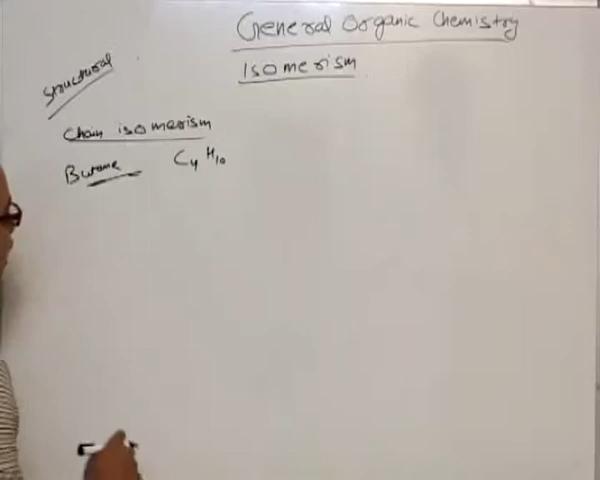 General Organic Chemistry
Isomerism
Structural
Chain isomerism
Butane C₄H₁₀